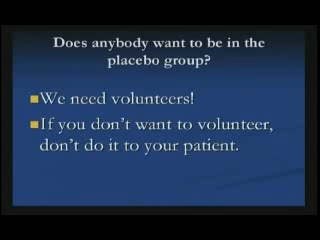 Does anybody want to be in the
placebo group?
We need volunteers!
If you don't want to volunteer,
don't do it to your patient.